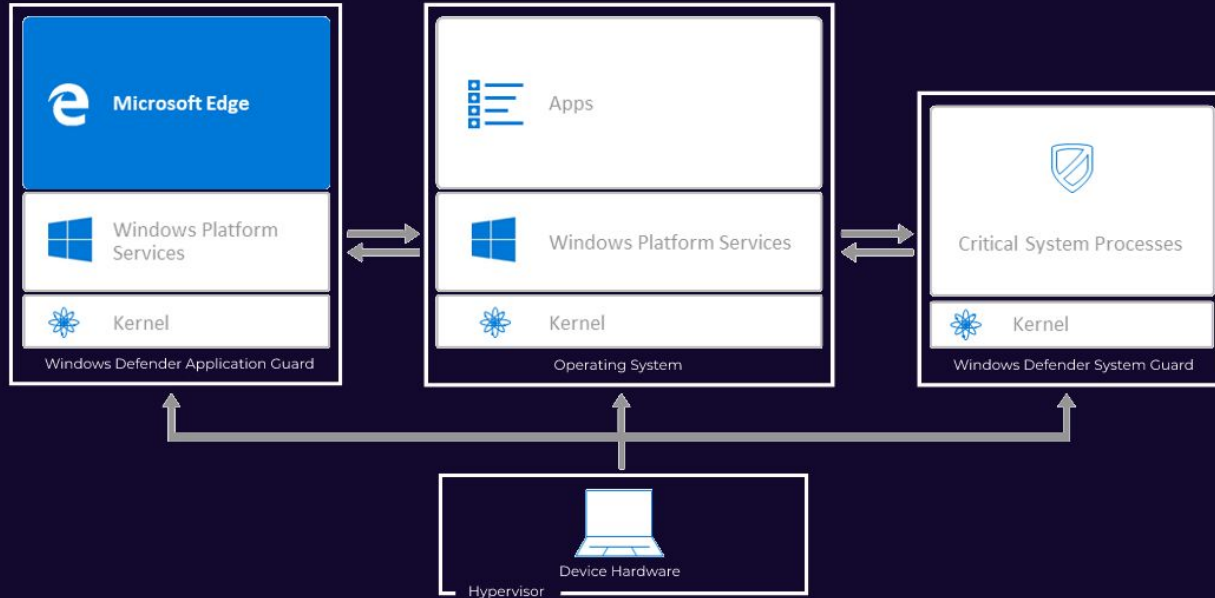 Microsoft Edge
Windows Platform
Services
Kernel
Windows Defender Application Guard
Apps
Windows Platform Services
Kernel
Operating System
Critical System Processes
Kernel
Windows Defender System Guard
Device Hardware
Hypervisor